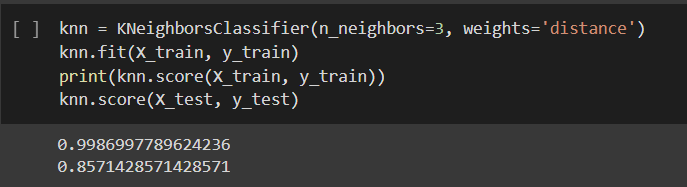 [ ] knn = KNeighborsClassifier(n_neighbors=3, weights='distance')
knn.fit(X_train, y_train)
print(knn.score(X_train, y_train))
knn.score(X_test, y_test)
0.9986997789624236
0.8571428571428571